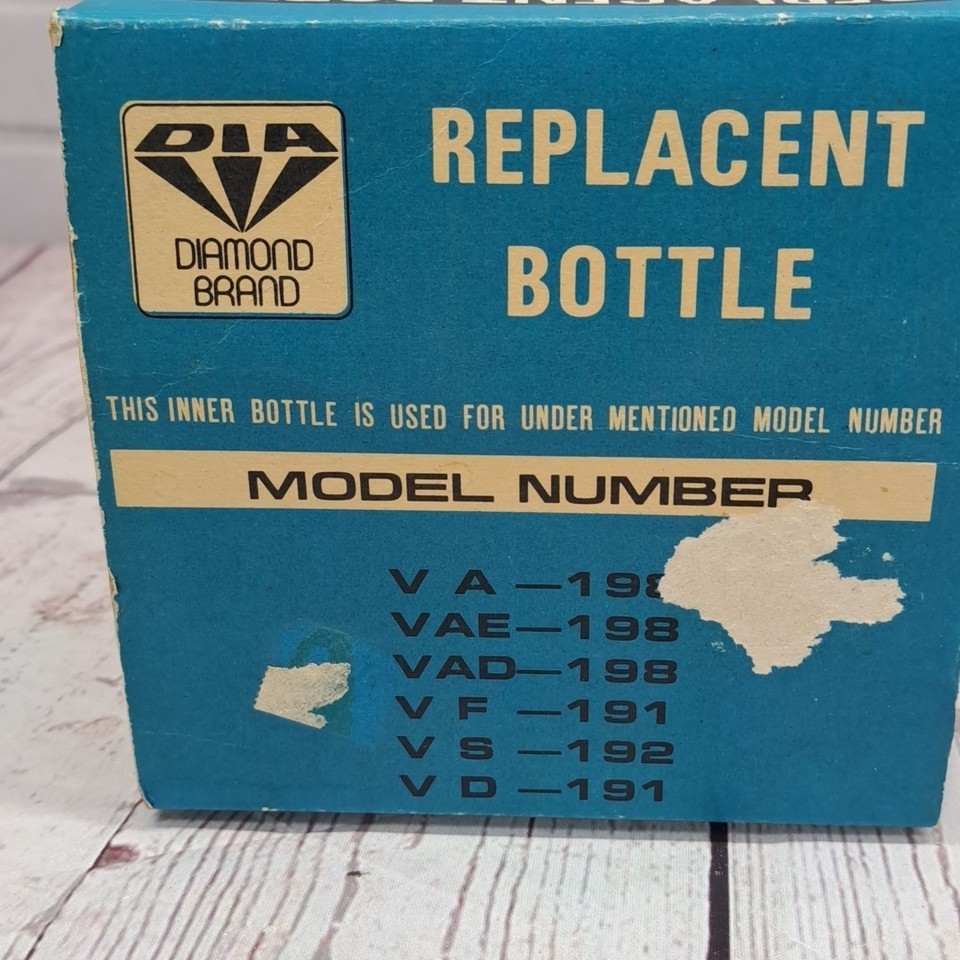 DIA
DIAMOND
BRAND
REPLACENT
BOTTLE
THIS INNER BOTTLE IS USED FOR UNDER MENTIONED MODEL NUMBER
MODEL NUMBER
V A —198
VAE—198
VAD—198
V F —191
V S —192
V D —191